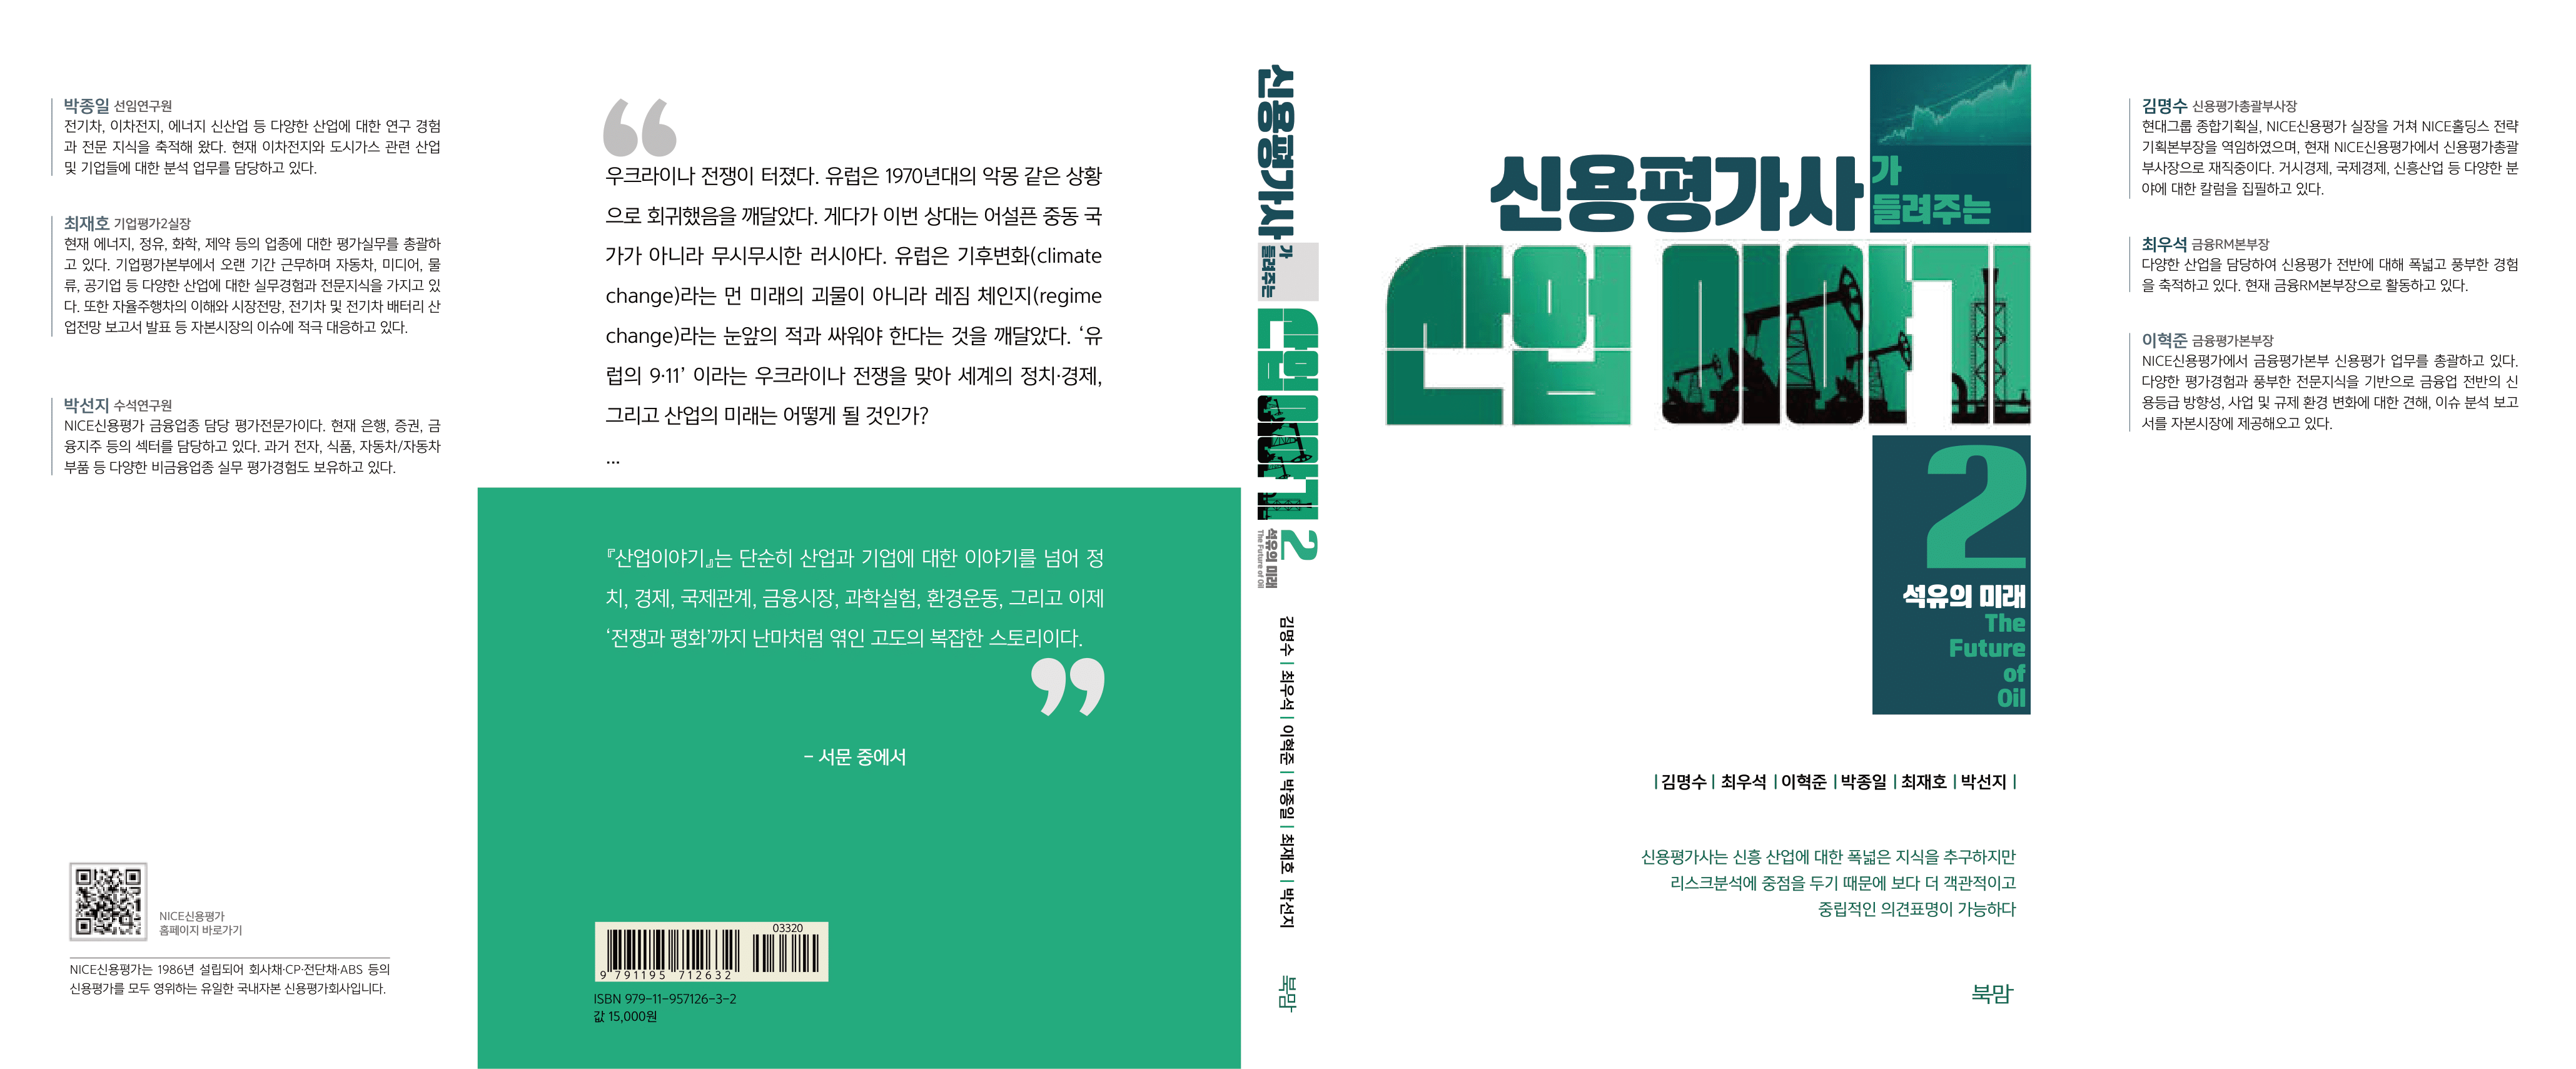 박종일 선임연구원
전기차, 이차전지, 에너지 신산업 등 다양한 산업에 대한 연구 경험
과 전문 지식을 축적해 왔다. 현재 이차전지와 도시가스 관련 산업
및 기업들에 대한 분석 업무를 담당하고 있다.
최재호 기업평가2실장
현재 에너지, 정유, 화학, 제약 등의 업종에 대한 평가실무를 총괄하
고 있다. 기업평가본부에서 오랜 기간 근무하며 자동차, 미디어, 물
류, 공기업 등 다양한 산업에 대한 실무경험과 전문지식을 가지고 있
다. 또한 자율주행차의 이해와 시장전망, 전기차 및 전기차 배터리 산
업전망 보고서 발표 등 자본시장의 이슈에 적극 대응하고 있다.
박선지 수석연구원
NICE신용평가 금융업종 담당 평가전문가이다. 현재 은행, 증권, 금
융지주 등의 섹터를 담당하고 있다. 과거 전자, 식품, 자동차/자동차
부품 등 다양한 비금융업종 실무 평가경험도 보유하고 있다.
NICE신용평가
홈페이지 바로가기
NICE신용평가는 1986년 설립되어 회사채·CP·전단채·ABS 등의
신용평가를 모두 영위하는 유일한 국내자본 신용평가회사입니다.
“
우크라이나 전쟁이 터졌다. 유럽은 1970년대의 악몽 같은 상황
으로 회귀했음을 깨달았다. 게다가 이번 상대는 어설픈 중동 국
가가 아니라 무시무시한 러시아다. 유럽은 기후변화(climate
change)라는 먼 미래의 괴물이 아니라 레짐 체인지(regime
change)라는 눈앞의 적과 싸워야 한다는 것을 깨달았다. ‘유
럽의 9·11’ 이라는 우크라이나 전쟁을 맞아 세계의 정치·경제,
그리고 산업의 미래는 어떻게 될 것인가?
...
『산업이야기』는 단순히 산업과 기업에 대한 이야기를 넘어 정
치, 경제, 국제관계, 금융시장, 과학실험, 환경운동, 그리고 이제
‘전쟁과 평화’까지 난마처럼 엮인 고도의 복잡한 스토리이다.
”
– 서문 중에서
03320
9 791195 712632
ISBN 979-11-957126-3-2
값 15,000원
신용평가사
가
들려주는
산업 이야기
2
석유의 미래
The Future of Oil
김명수 | 최우석 | 이혁준 | 박종일 | 최재호 | 박선지
북맘
신용평가사
가
들려주는
산업 이야기
2
석유의 미래
The
Future
of
Oil
| 김명수 | 최우석 | 이혁준 | 박종일 | 최재호 | 박선지 |
신용평가사는 신흥 산업에 대한 폭넓은 지식을 추구하지만
리스크분석에 중점을 두기 때문에 보다 더 객관적이고
중립적인 의견표명이 가능하다
북맘
김명수 신용평가총괄부사장
현대그룹 종합기획실, NICE신용평가 실장을 거쳐 NICE홀딩스 전략
기획본부장을 역임하였으며, 현재 NICE신용평가에서 신용평가총괄
부사장으로 재직중이다. 거시경제, 국제경제, 신흥산업 등 다양한 분
야에 대한 칼럼을 집필하고 있다.
최우석 금융RM본부장
다양한 산업을 담당하여 신용평가 전반에 대해 폭넓고 풍부한 경험
을 축적하고 있다. 현재 금융RM본부장으로 활동하고 있다.
이혁준 금융평가본부장
NICE신용평가에서 금융평가본부 신용평가 업무를 총괄하고 있다.
다양한 평가경험과 풍부한 전문지식을 기반으로 금융업 전반의 신
용등급 방향성, 사업 및 규제 환경 변화에 대한 견해, 이슈 분석 보고
서를 자본시장에 제공해오고 있다.